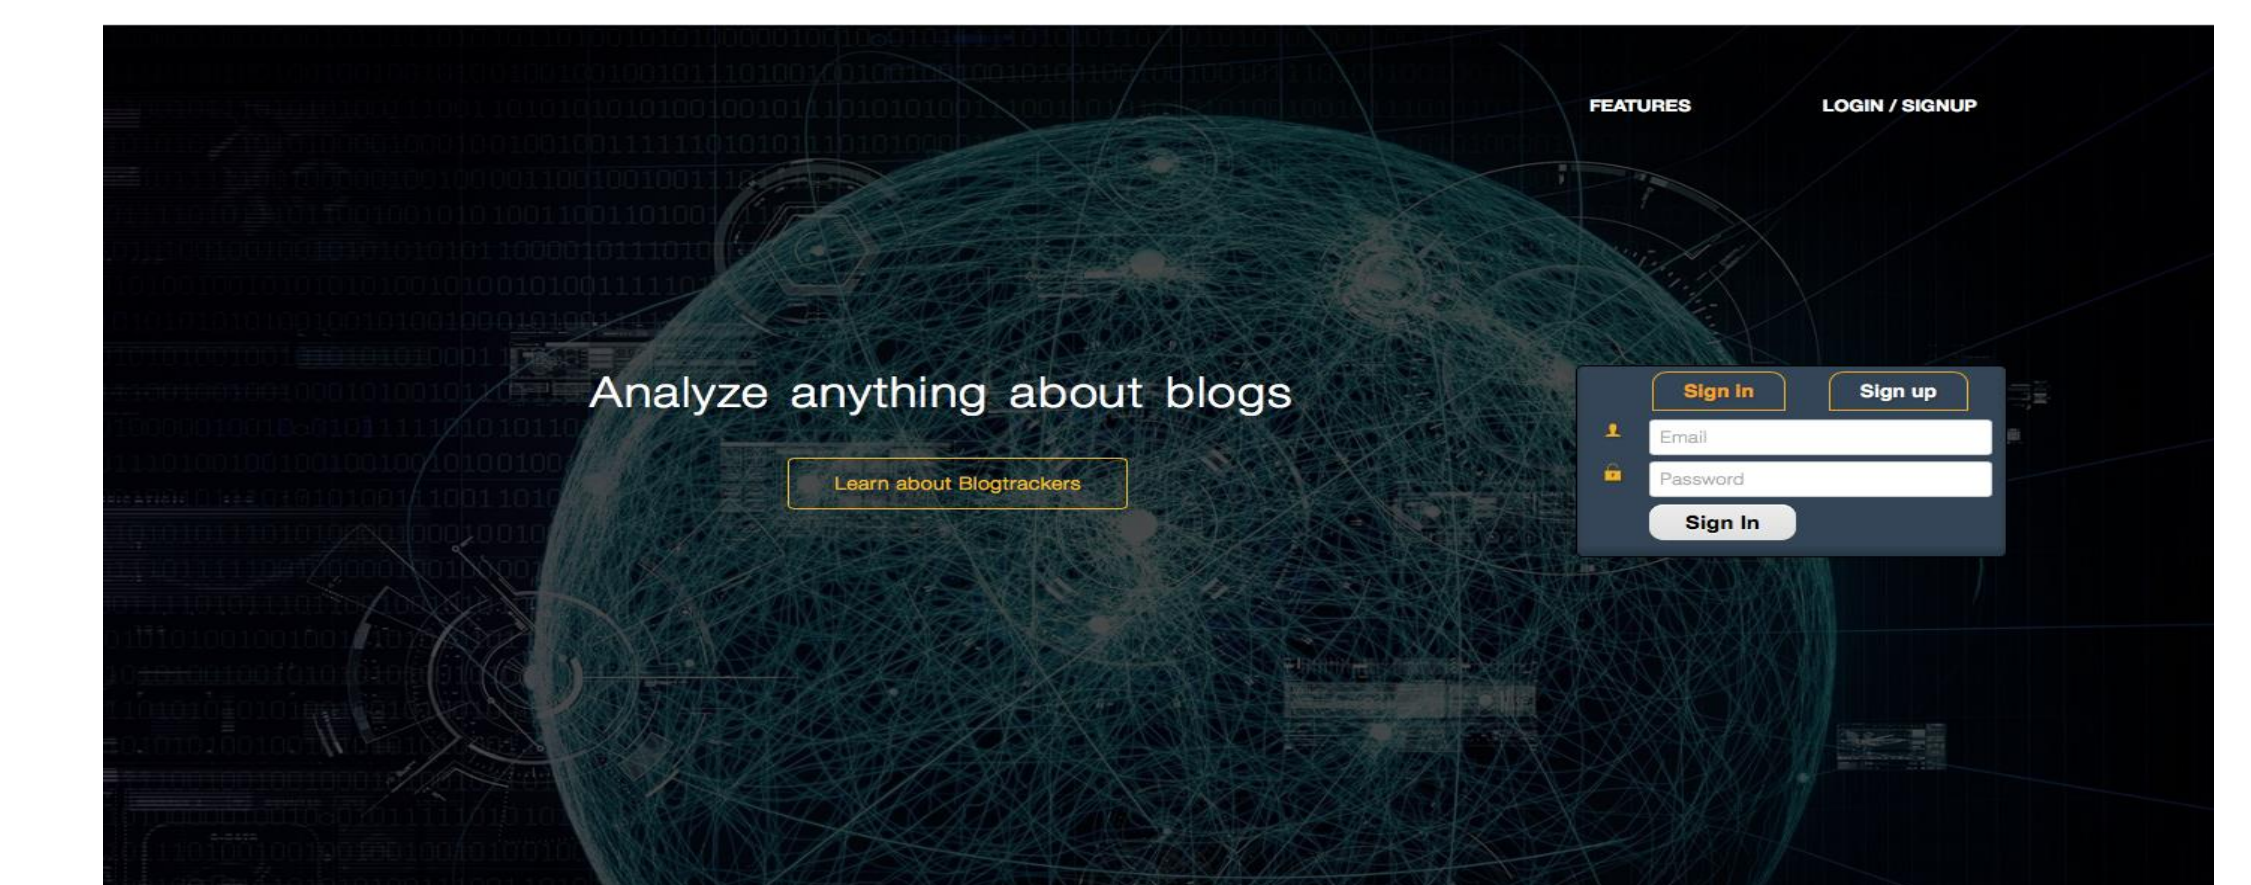 FEATURES
LOGIN / SIGNUP
Analyze anything about blogs
Learn about Blogtrackers
Sign in
Sign up
Email
Password
Sign In